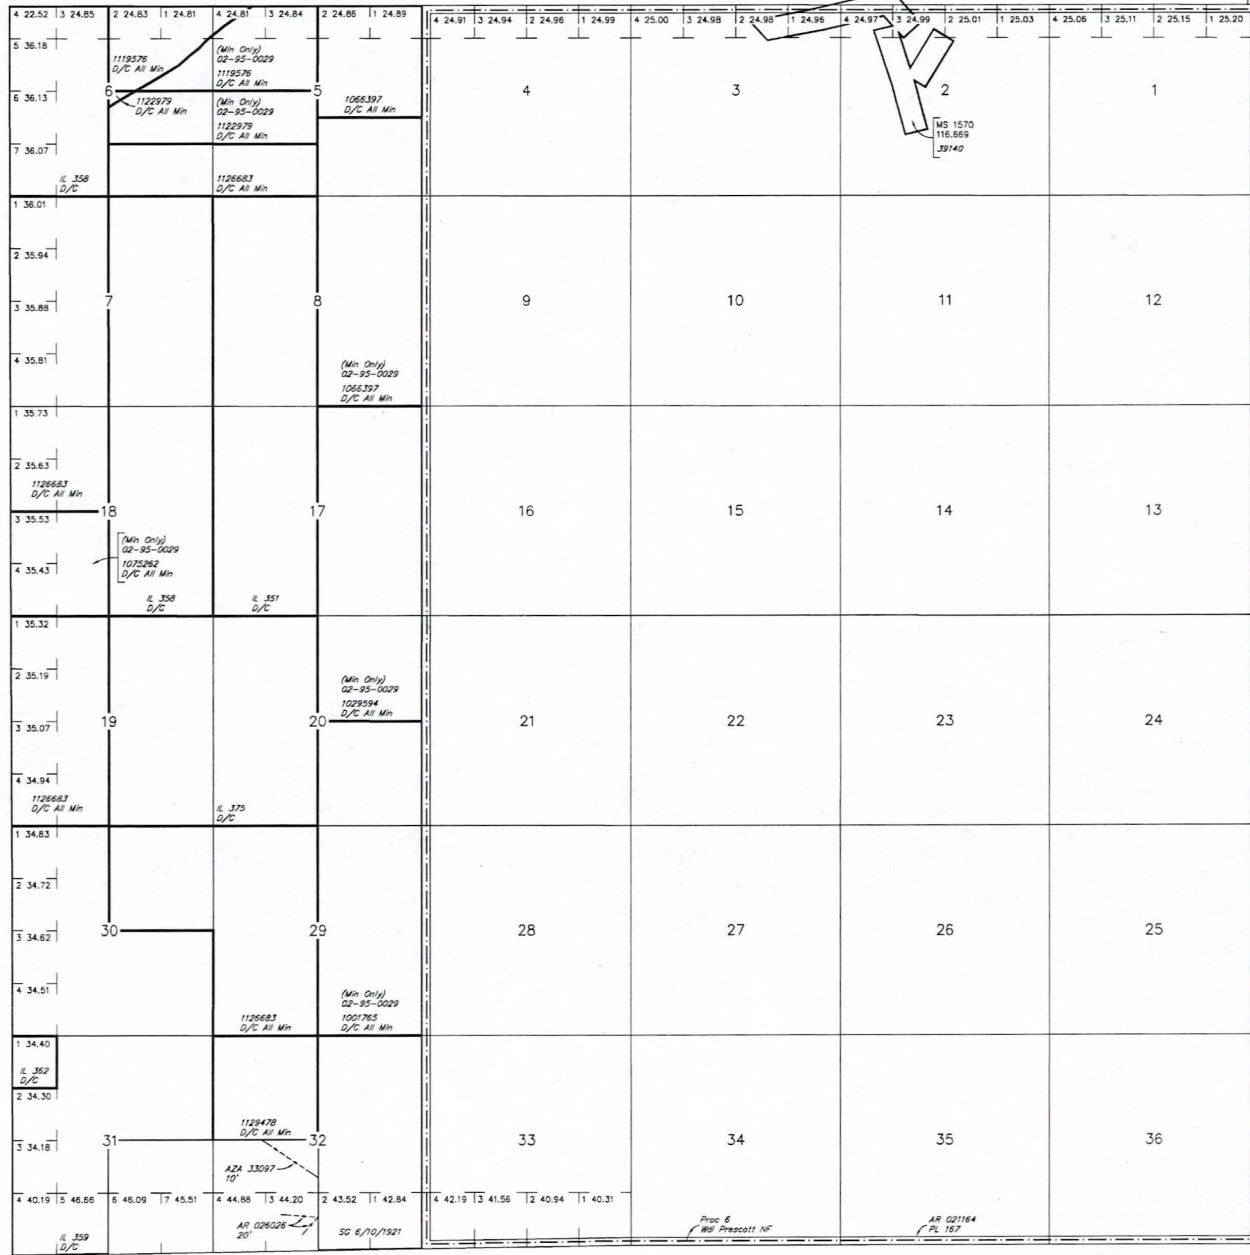 4 22.52 3 24.85 2 24.83 1 24.81 4 24.81 3 24.84 2 24.86 1 24.89 4 24.91 3 24.94 2 24.96 1 24.99 4 25.00 3 24.98 2 24.98 1 24.96 4 24.97 3 24.99 2 25.01 1 25.03 4 25.06 3 25.11 2 25.15 1 25.20
5 36.18
1119576
D/C All Min
(Min Only)
02-95-0029
1119576
D/C All Min
6 36.13
6
5
4
3
2
1
1122979
D/C All Min
(Min Only)
02-95-0029
1122979
D/C All Min
1066397
D/C All Min
MS 1570
116.669
39140
7 36.07
IL 358
D/C
1126683
D/C All Min
1 36.01
2 35.94
3 35.88
7
8
9
10
11
12
4 35.81
(Min Only)
02-95-0029
1066397
D/C All Min
1 35.73
2 35.63
1126683
D/C All Min
3 35.53
18
17
16
15
14
13
(Min Only)
02-95-0029
1075262
D/C All Min
4 35.43
IL 358
D/C
IL 351
D/C
1 35.32
2 35.19
(Min Only)
02-95-0029
1029594
D/C All Min
3 35.07
19
20
21
22
23
24
4 34.94
1126683
D/C All Min
IL 375
D/C
1 34.83
2 34.72
3 34.62
30
29
28
27
26
25
4 34.51
1126683
D/C All Min
(Min Only)
02-95-0029
1001765
D/C All Min
1 34.40
IL 362
D/C
2 34.30
1129478
D/C All Min
3 34.18
31
32
33
34
35
36
AZA 33097
10'
4 40.19 5 46.66 6 46.09 7 45.51 4 44.88 3 44.20 2 43.52 1 42.84 4 42.19 3 41.56 2 40.94 1 40.31
IL 359
D/C
AR 026026
20'
SG 6/10/1921
Proc 6
Wdl Prescott NF
AR 021164
PL 167